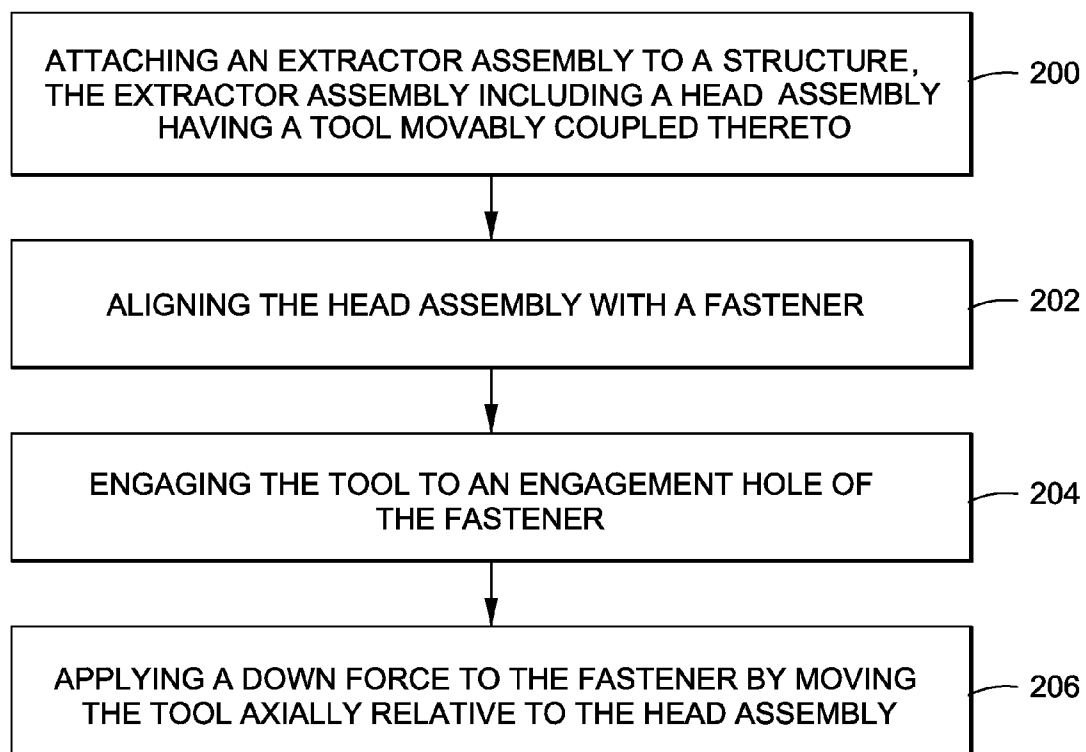 ATTACHING AN EXTRACTOR ASSEMBLY TO A STRUCTURE,
THE EXTRACTOR ASSEMBLY INCLUDING A HEAD ASSEMBLY
HAVING A TOOL MOVABLY COUPLED THERETO
200
ALIGNING THE HEAD ASSEMBLY WITH A FASTENER
202
ENGAGING THE TOOL TO AN ENGAGEMENT HOLE OF
THE FASTENER
204
APPLYING A DOWN FORCE TO THE FASTENER BY MOVING
THE TOOL AXIALLY RELATIVE TO THE HEAD ASSEMBLY
206